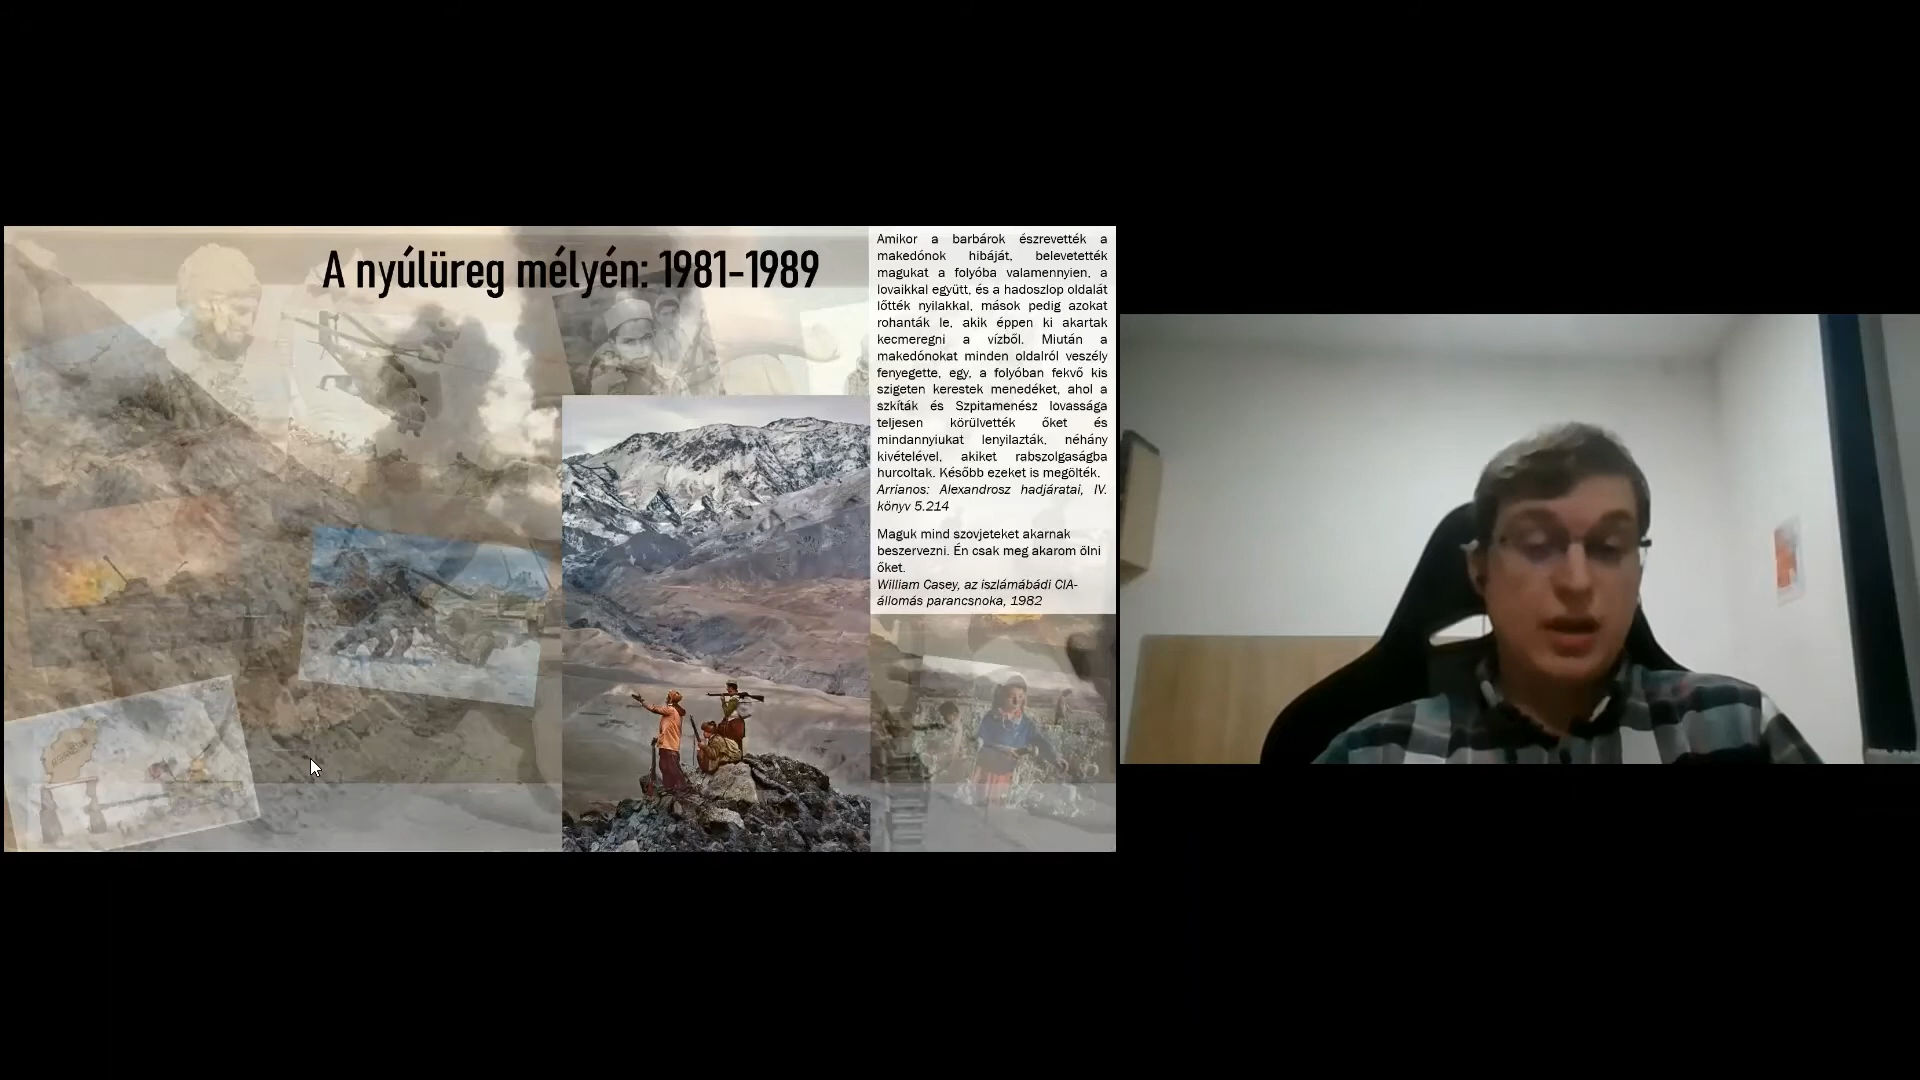 A nyúlüreg mélyén: 1981-1989
Amikor a barbárok észrevették a
makedónok hibáját, belevetették
magukat a folyóba valamennyien, a
lovaikkal együtt, és a hadoszlop oldalát
lőtték nyilakkal, mások pedig azokat
rohanták le, akik éppen ki akartak
kecmeregni a vízből. Miután a
makedónokat minden oldalról veszély
fenyegette, egy, a folyóban fekvő kis
szigeten kerestek menedéket, ahol a
szkíták és Szpitamenész lovassága
teljesen körülvették őket és
mindannyiukat lenyilazták, néhány
kivételével, akiket rabszolgaságba
hurcoltak. Később ezeket is megölték.
Arrianos: Alexandrosz hadjáratai, IV.
könyv 5.214
Maguk mind szovjeteket akarnak
beszervezni. Én csak meg akarom ölni
őket.
William Casey, az iszlámábádi CIA-
állomás parancsnoka, 1982